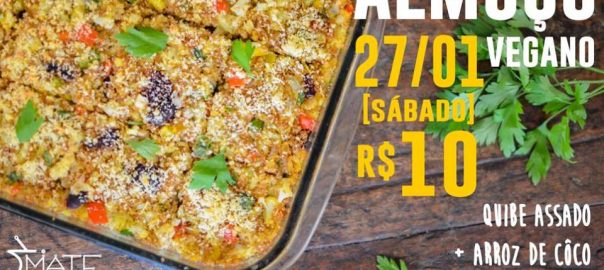 ALMOÇO
VEGANO
27/01
[SÁBADO]
R$10
QUIBE ASSADO
+ ARROZ DE CÔCO
MATE